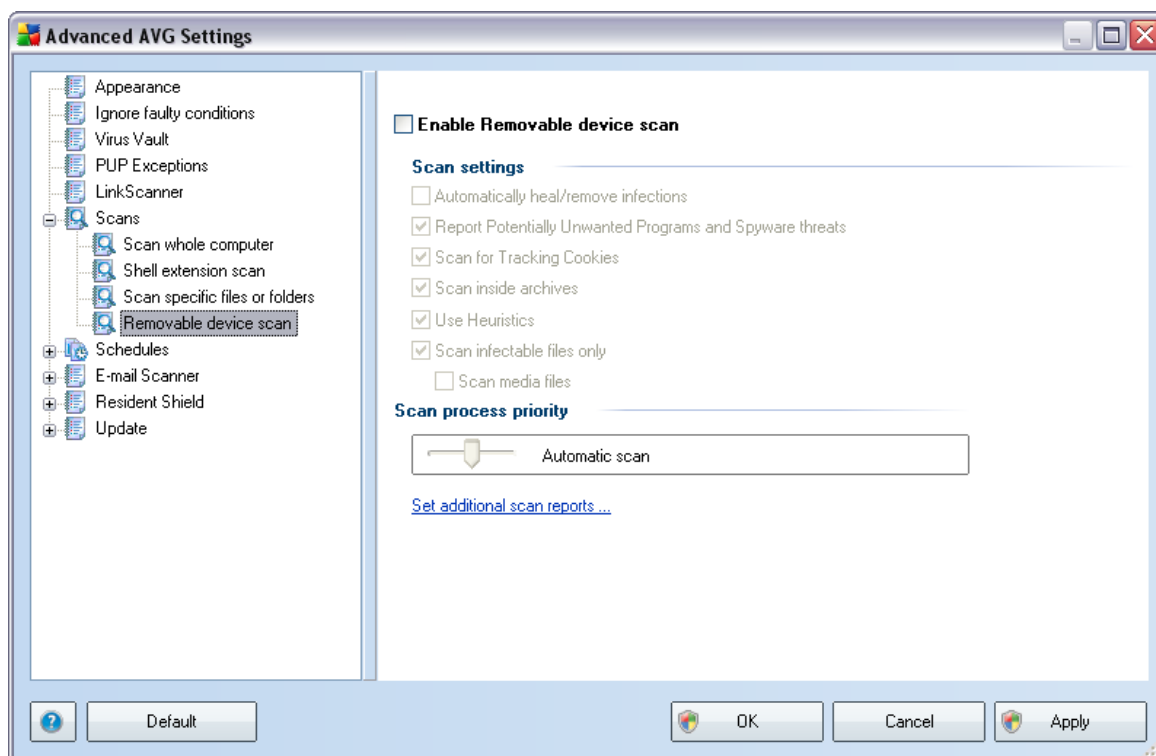 Advanced AVG Settings
Appearance
Ignore faulty conditions
Virus Vault
PUP Exceptions
LinkScanner
Scans
Scan whole computer
Shell extension scan
Scan specific files or folders
Removable device scan
Schedules
E-mail Scanner
Resident Shield
Update
Enable Removable device scan
Scan settings
Automatically heal/remove infections
Report Potentially Unwanted Programs and Spyware threats
Scan for Tracking Cookies
Scan inside archives
Use Heuristics
Scan infectable files only
Scan media files
Scan process priority
Automatic scan
Set additional scan reports ...
? Default OK Cancel Apply